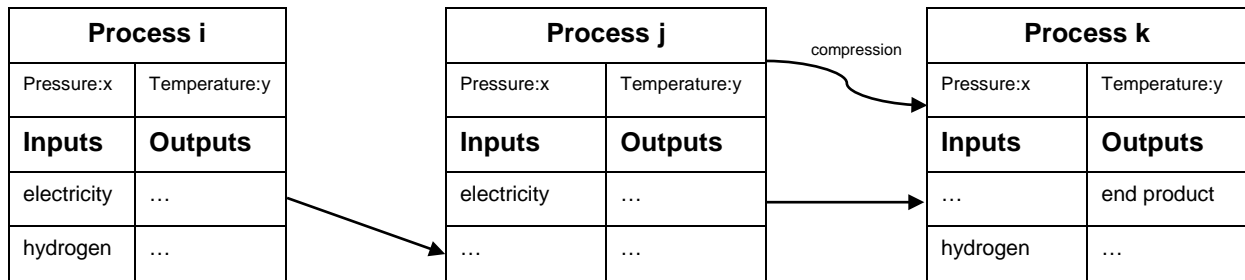 Process i
Pressure:x Temperature:y
Inputs Outputs
electricity …
hydrogen …
Process j
Pressure:x Temperature:y
Inputs Outputs
electricity …
… …
compression
Process k
Pressure:x Temperature:y
Inputs Outputs
… end product
hydrogen …